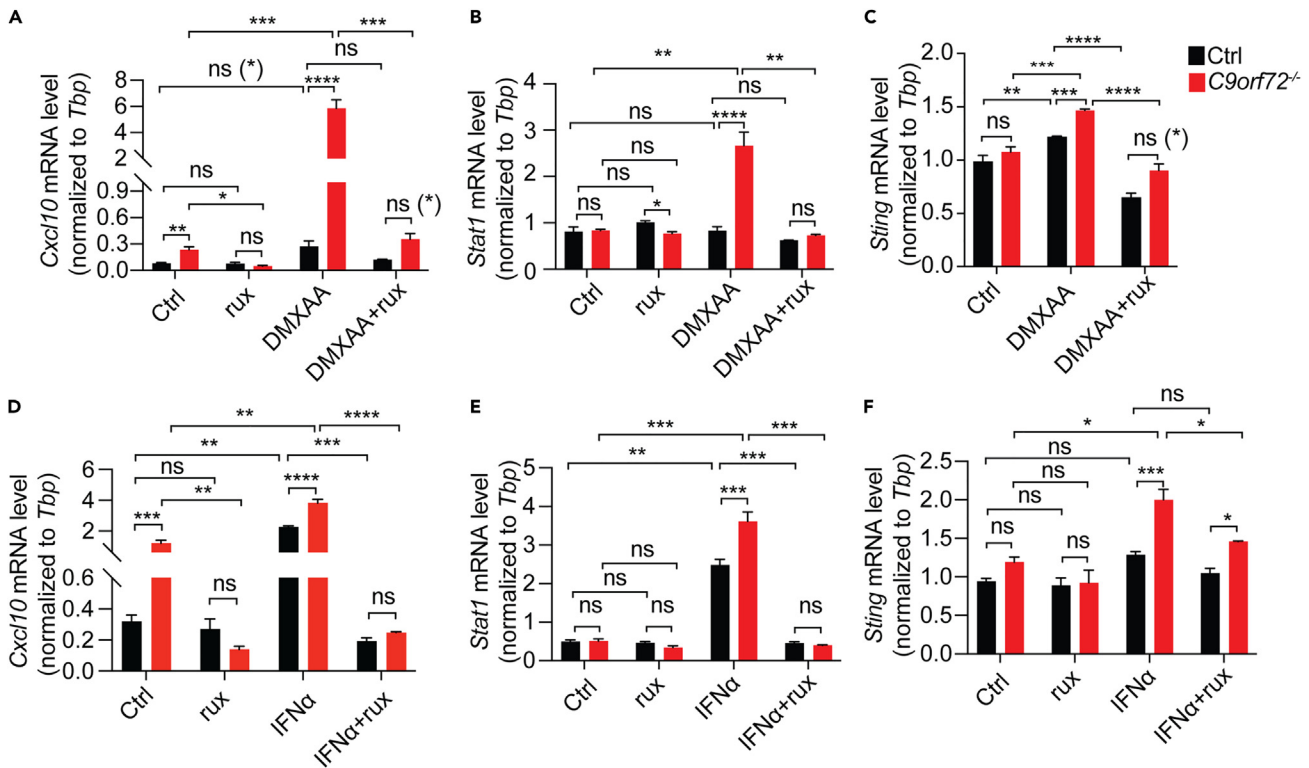 A
***
***
ns
ns (*)
****
8
6
4
2
0.9
0.6
0.3
0.0
ns
*
**
ns
ns (*)
Cxcl10 mRNA level
(normalized to Tbp)
Ctrl
rux
DMXAA
DMXAA+rux
B
**
**
ns
ns
****
ns
ns
ns
*
ns
4
3
2
1
0
Stat1 mRNA level
(normalized to Tbp)
Ctrl
rux
DMXAA
DMXAA+rux
C
****
***
**
***
****
ns
ns (*)
2.0
1.5
1.0
0.5
0.0
Sting mRNA level
(normalized to Tbp)
Ctrl
DMXAA
DMXAA+rux
Ctrl
C9orf72-/-
D
**
****
**
***
ns
**
****
***
ns
ns
6
4
2
0.6
0.4
0.2
0.0
Cxcl10 mRNA level
(normalized to Tbp)
Ctrl
rux
IFNα
IFNα+rux
E
***
***
**
***
***
ns
ns
ns
ns
ns
5
4
3
2
1
0
Stat1 mRNA level
(normalized to Tbp)
Ctrl
rux
IFNα
IFNα+rux
F
ns
*
*
ns
ns
***
ns
*
ns
ns
2.5
2.0
1.5
1.0
0.5
0.0
Sting mRNA level
(normalized to Tbp)
Ctrl
rux
IFNα
IFNα+rux